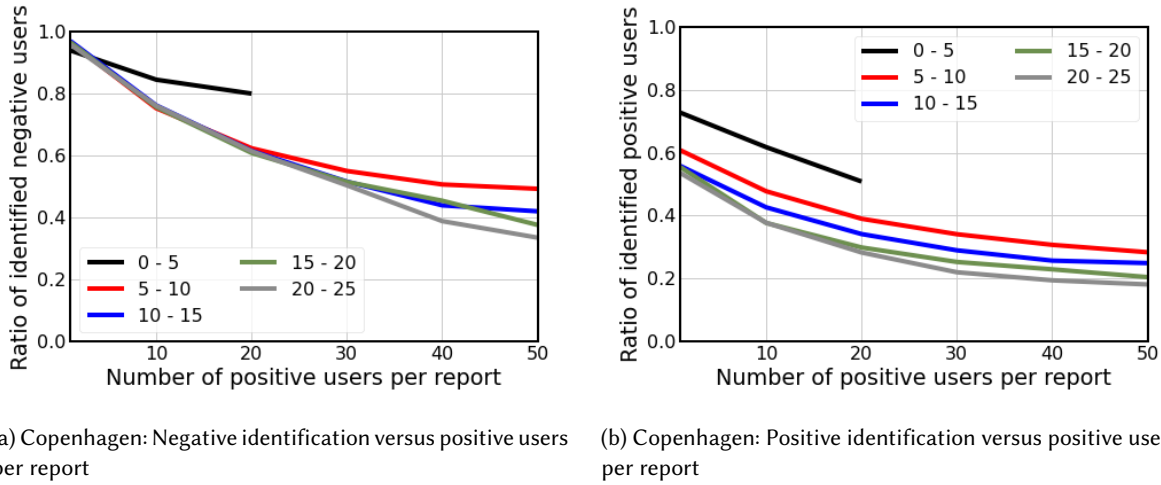 Ratio of identified negative users
1.0
0.8
0.6
0.4
0.2
0.0
0 - 5
5 - 10
10 - 15
15 - 20
20 - 25
10
20
30
40
50
Number of positive users per report
Ratio of identified positive users
1.0
0.8
0.6
0.4
0.2
0.0
0 - 5
5 - 10
10 - 15
15 - 20
20 - 25
10
20
30
40
50
Number of positive users per report
a) Copenhagen: Negative identification versus positive users
per report
(b) Copenhagen: Positive identification versus positive use
per report